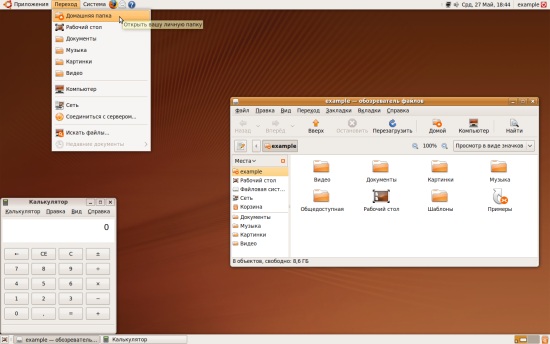 Приложения Переход Система Срд, 27 Май, 18:44 example
Домашняя папка
Открыть вашу личную папку
Рабочий стол
Документы
Музыка
Картинки
Видео
Компьютер
Сеть
Соединиться с сервером...
Искать файлы...
Недавние документы
example — обозреватель файлов
Файл Правка Вид Переход Закладки Вкладки Справка
Назад Вперёд Вверх Остановить Перезагрузить Домой Компьютер Найти
example 100% Просмотр в виде значков
Места
example
Рабочий стол
Файловая сист...
Сеть
Корзина
Документы
Музыка
Картинки
Видео
Видео Документы Картинки Музыка
Общедоступная Рабочий стол Шаблоны Примеры
8 объектов, свободно: 8,6 ГБ
Калькулятор
Калькулятор Правка Вид Справка
0
← CE C ±
7 8 9 ÷
4 5 6 ×
1 2 3 −
0 , = +
example — обозреватель... Калькулятор